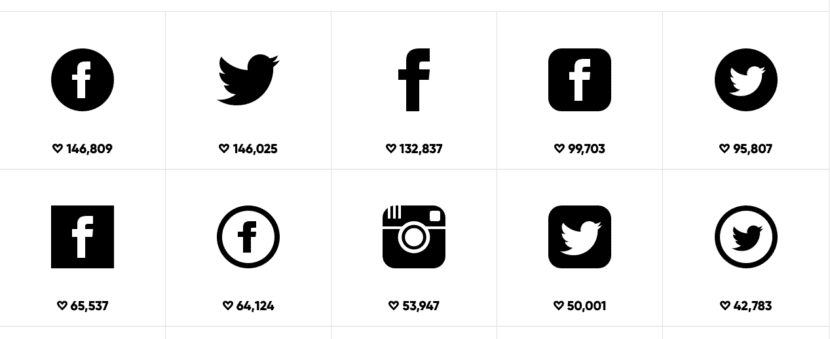 f
f
f
♡ 146,809
♡ 146,025
♡ 132,837
♡ 99,703
♡ 95,807
f
f
♡ 65,537
♡ 64,124
♡ 53,947
♡ 50,001
♡ 42,783